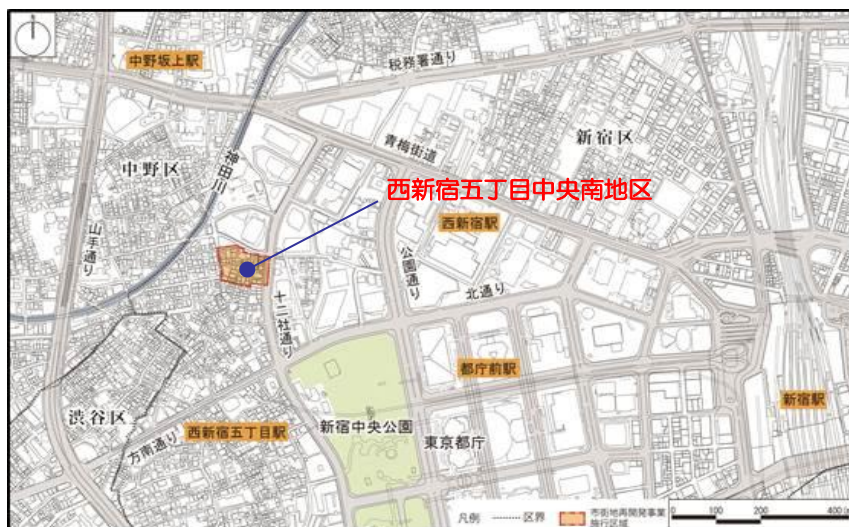 中野坂上駅
税務署通り
青梅街道
新宿区
中野区
神田川
西新宿五丁目中央南地区
山手通り
西新宿駅
公園通り
北通り
十二社通り
都庁前駅
新宿駅
渋谷区
方南通り
西新宿五丁目駅
新宿中央公園
東京都庁
凡例 区界 市街地再開発事業
施行区域
0 100 200 400(m)